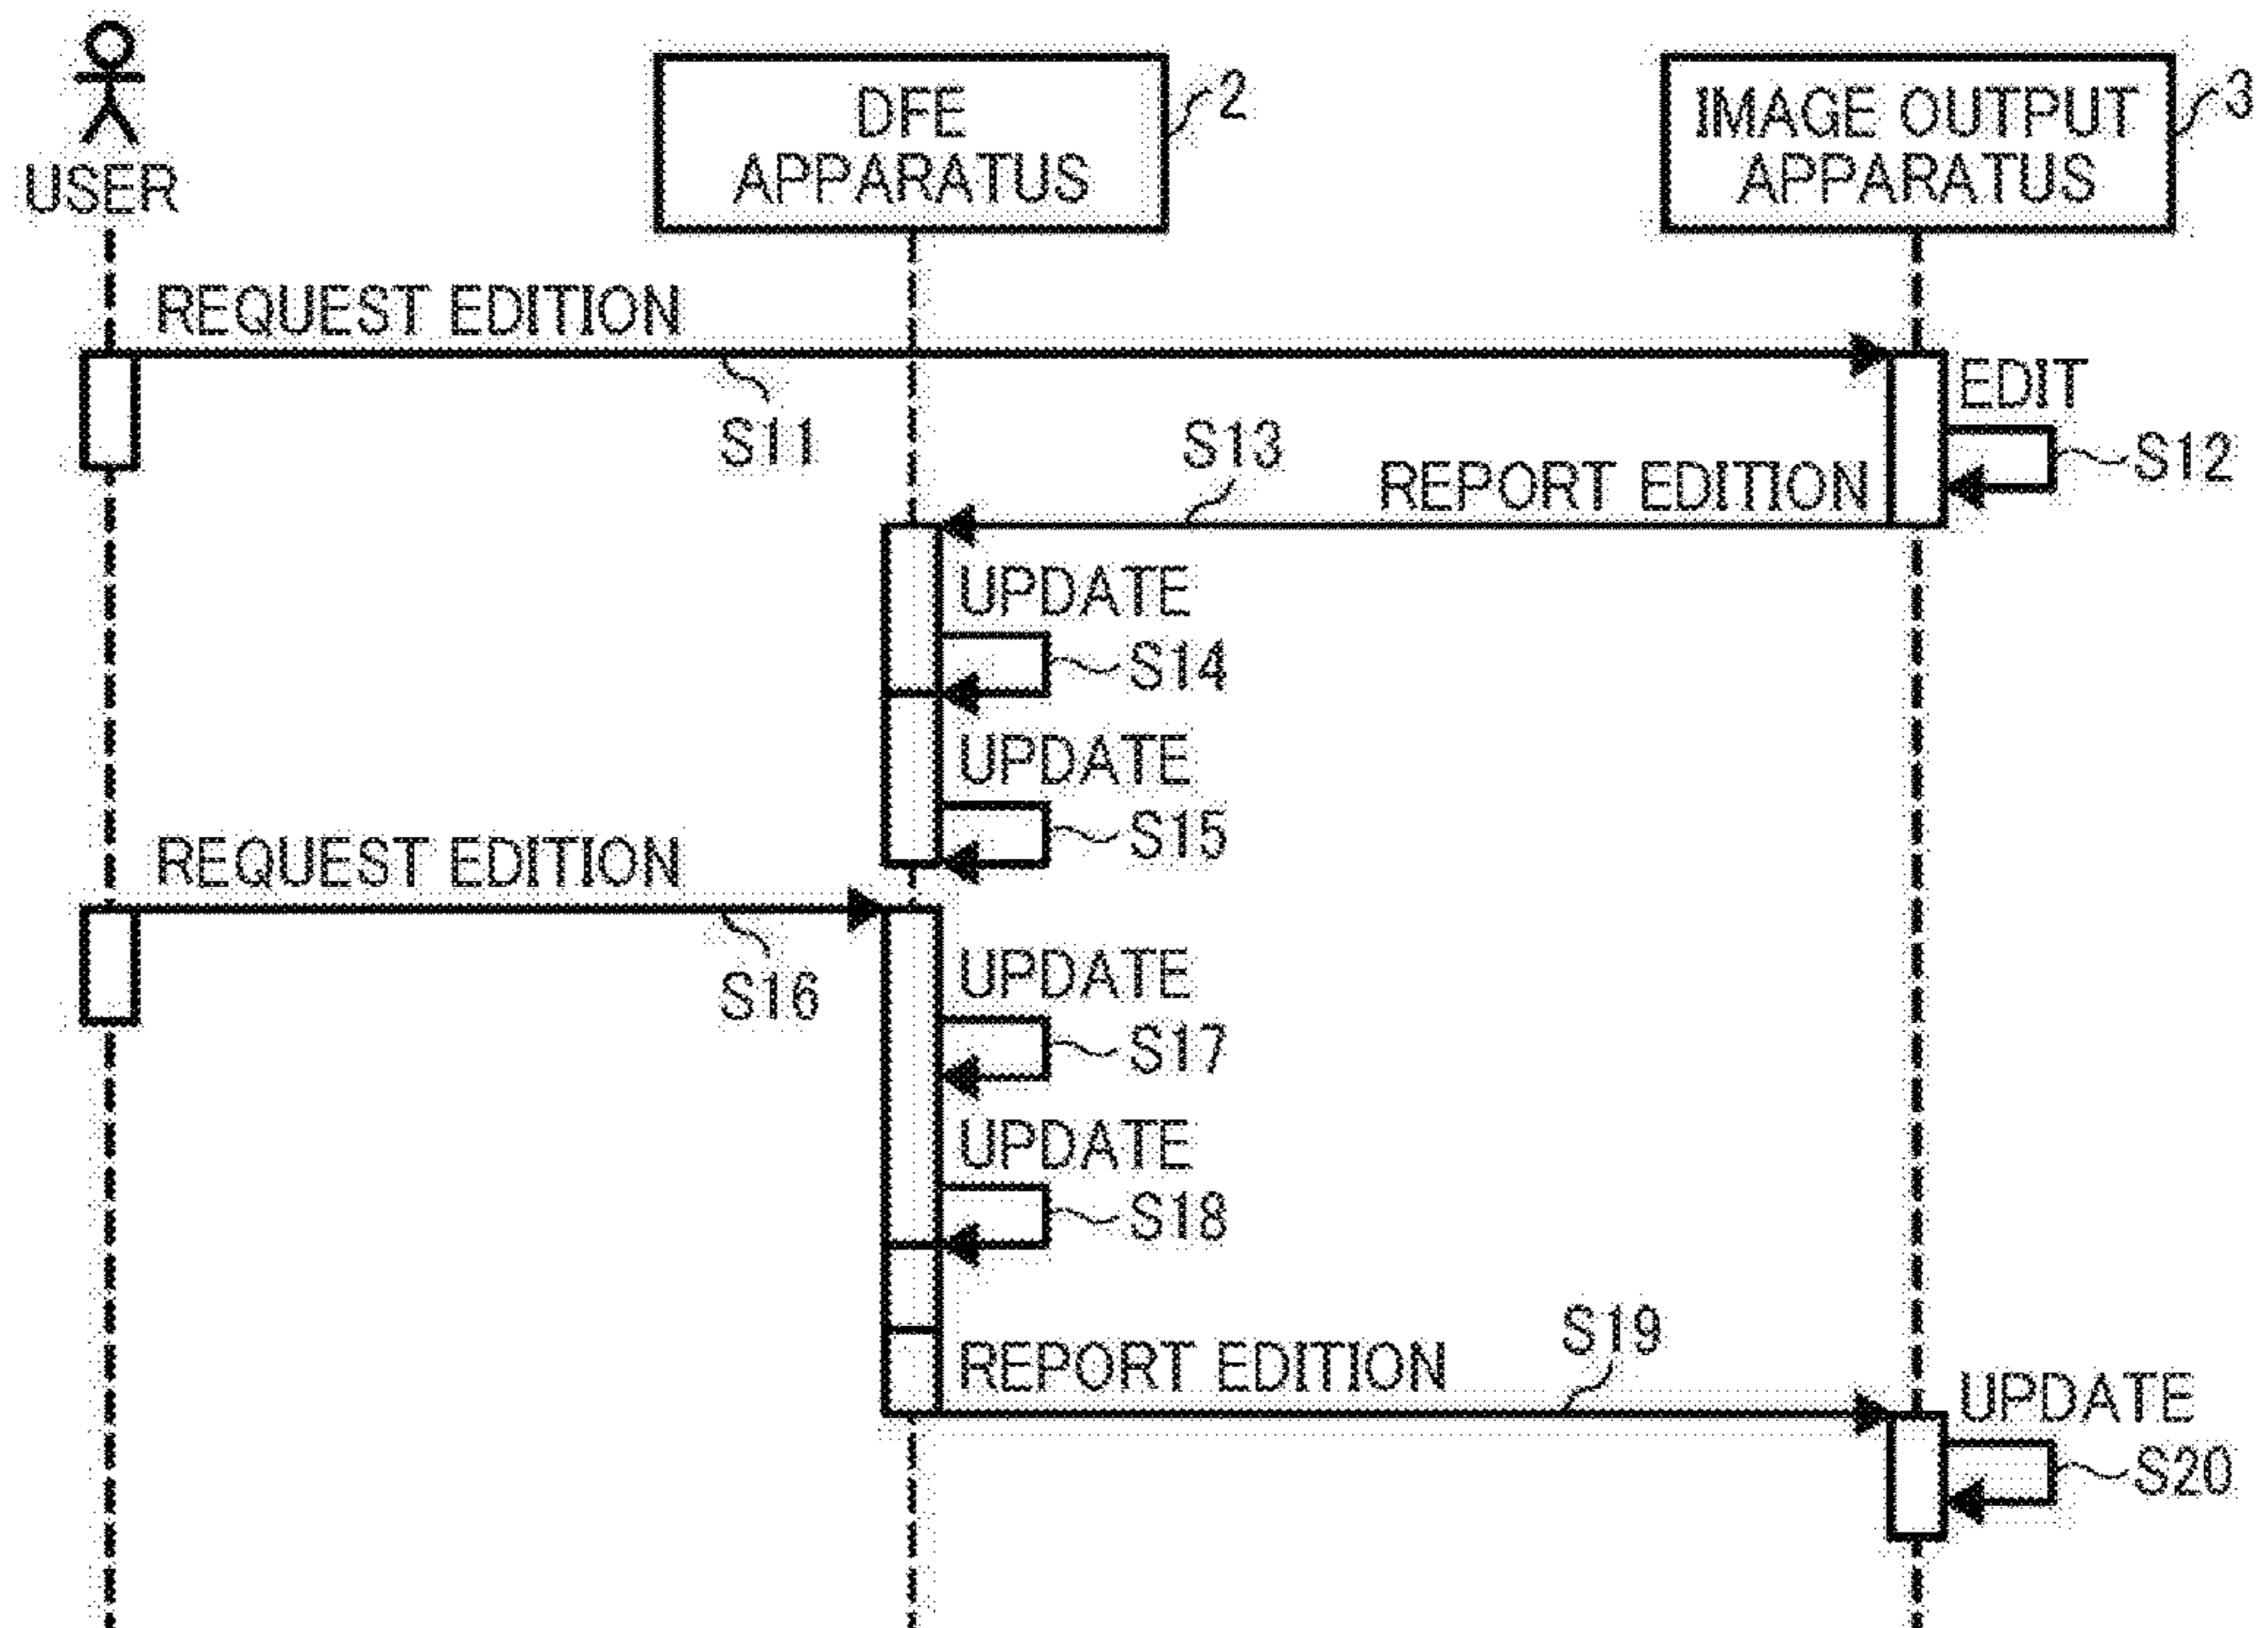 USER
DFE
APPARATUS
2
IMAGE OUTPUT
APPARATUS
3
REQUEST EDITION
S11
EDIT
S12
S13
REPORT EDITION
UPDATE
S14
UPDATE
S15
REQUEST EDITION
S16
UPDATE
S17
UPDATE
S18
S19
REPORT EDITION
UPDATE
S20